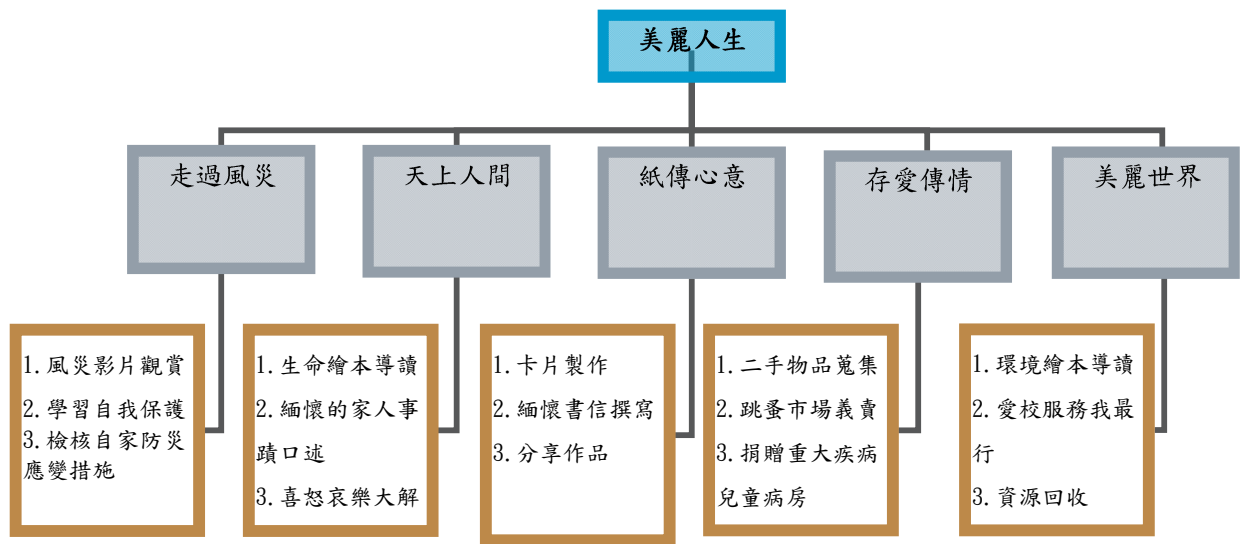 美麗人生
走過風災
天上人間
紙傳心意
存愛傳情
美麗世界
1.風災影片觀賞
2.學習自我保護
3.檢核自家防災
應變措施
1.生命繪本導讀
2.緬懷的家人事
蹟口述
3.喜怒哀樂大解
1.卡片製作
2.緬懷書信撰寫
3.分享作品
1.二手物品蒐集
2.跳蚤市場義賣
3.捐贈重大疾病
兒童病房
1.環境繪本導讀
2.愛校服務我最
行
3.資源回收